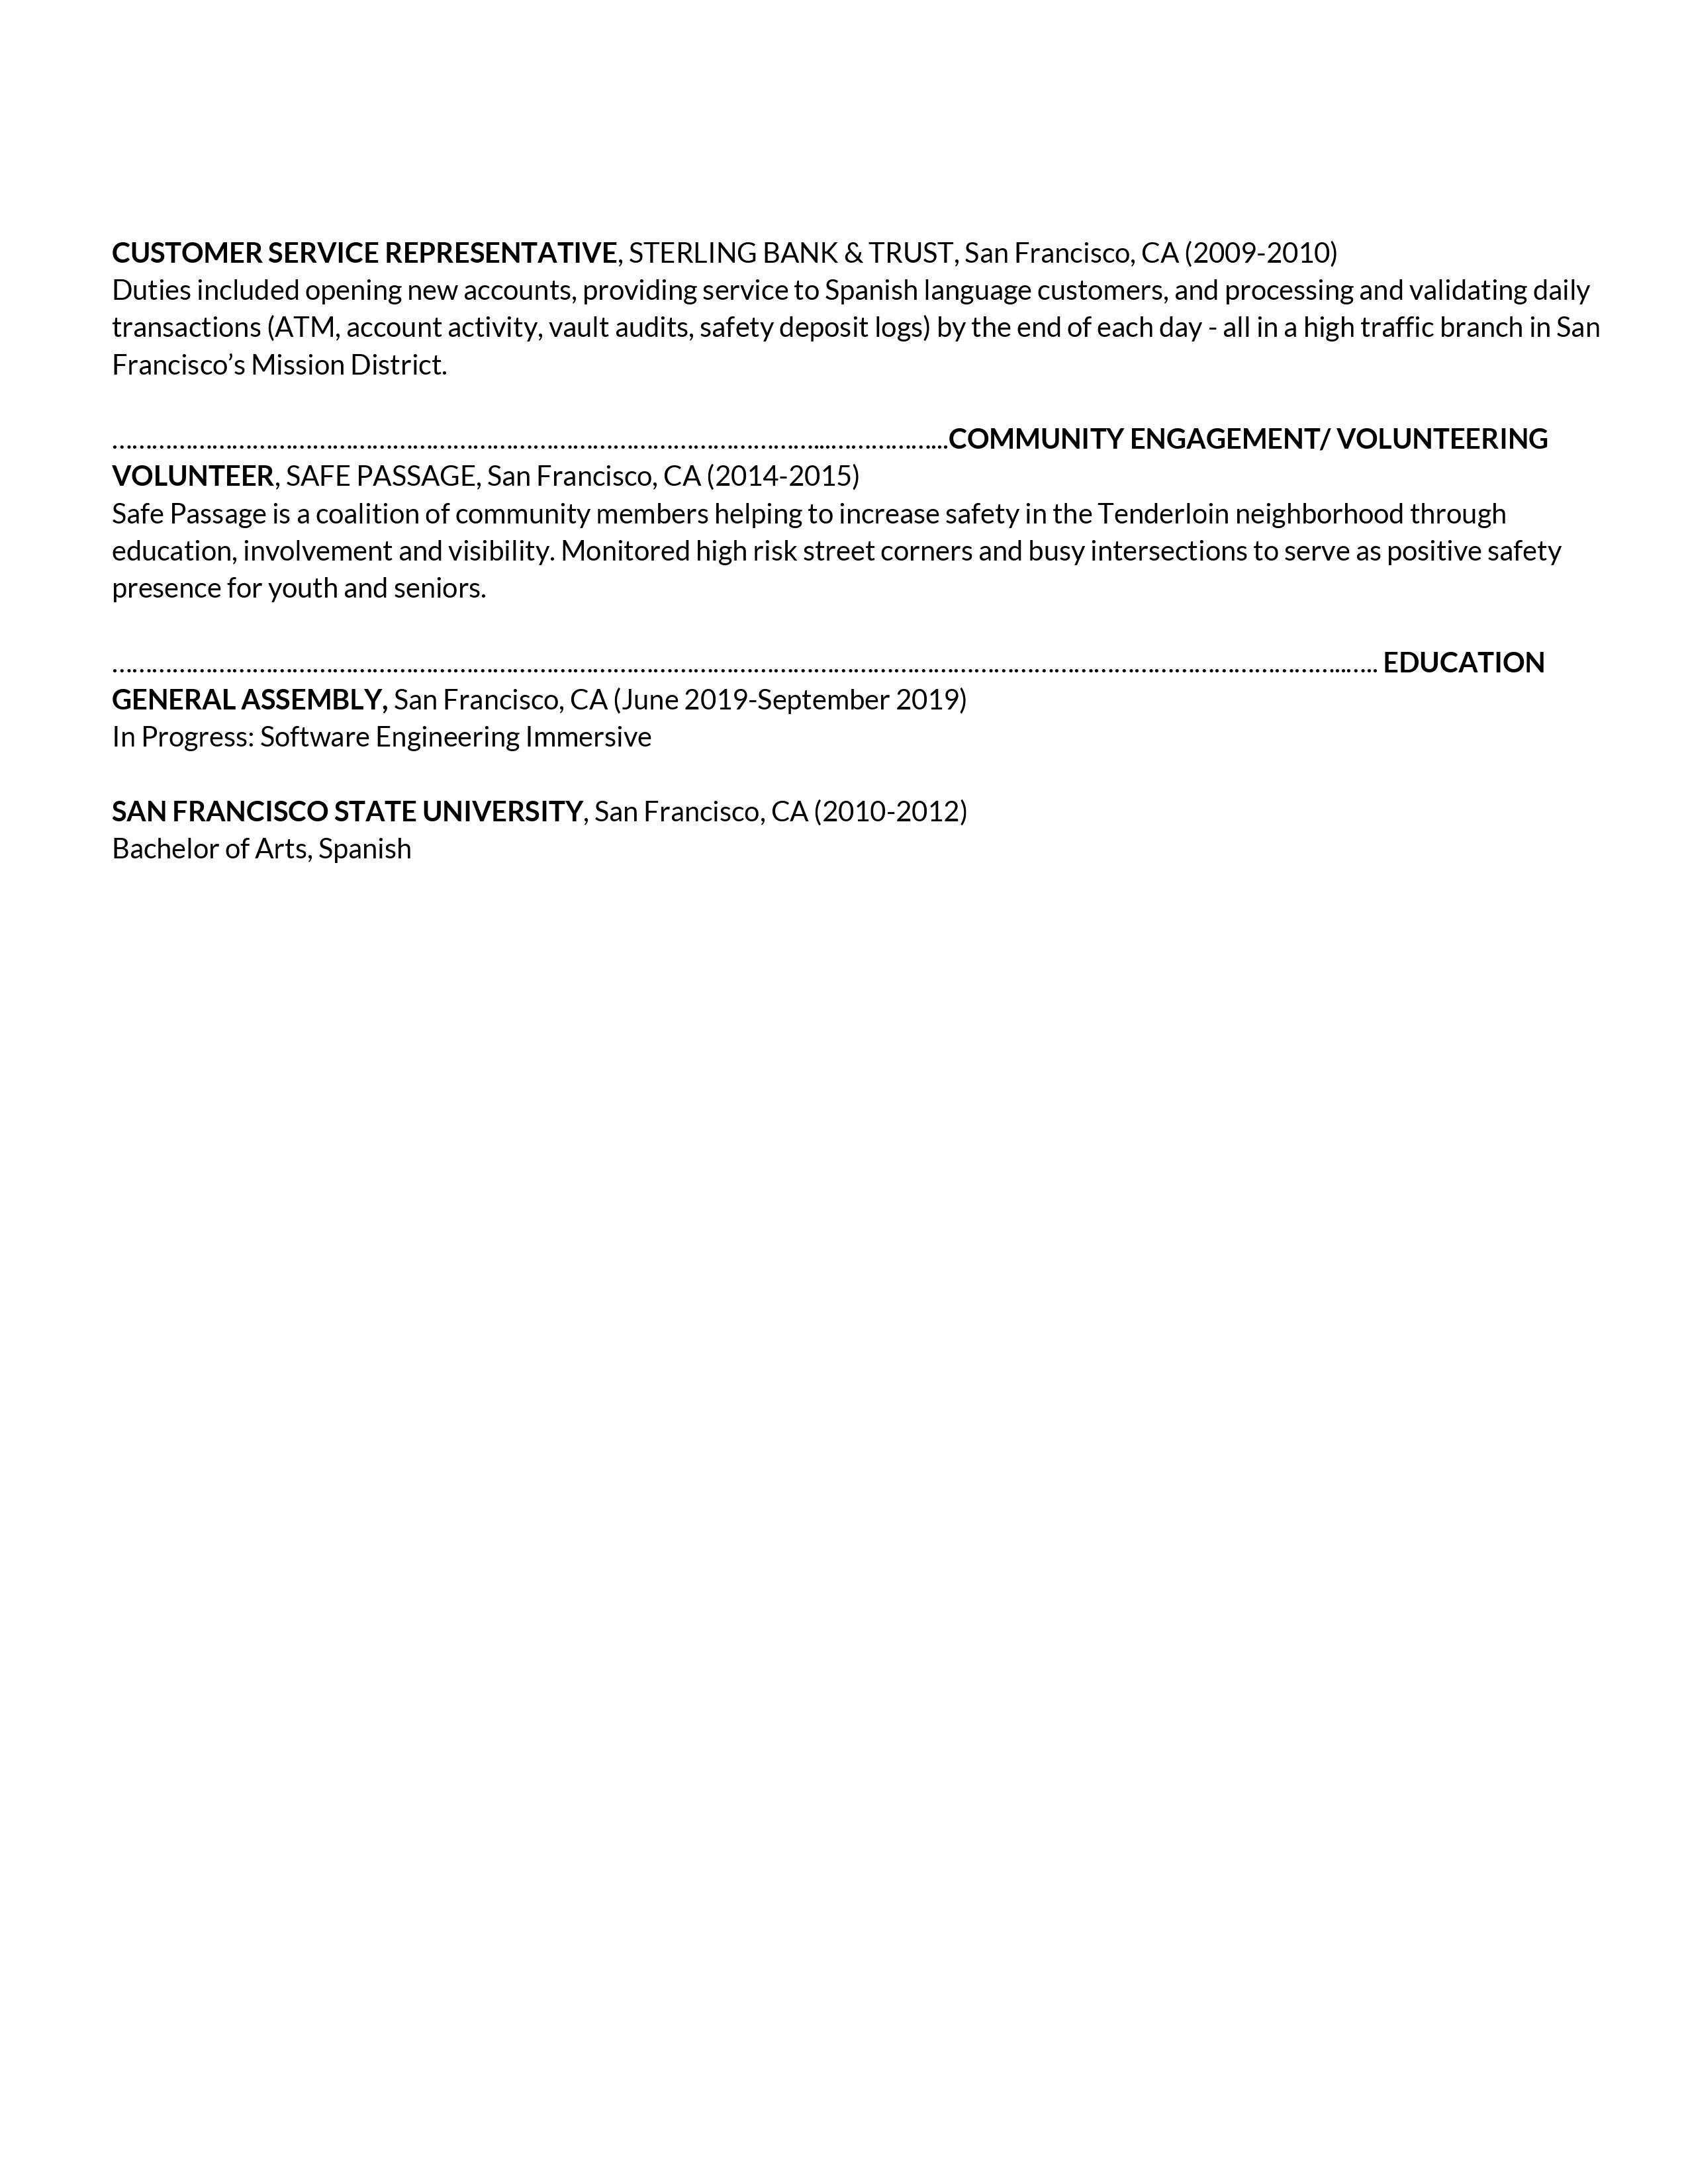 CUSTOMER SERVICE REPRESENTATIVE, STERLING BANK & TRUST, San Francisco, CA (2009-2010)
Duties included opening new accounts, providing service to Spanish language customers, and processing and validating daily
transactions (ATM, account activity, vault audits, safety deposit logs) by the end of each day - all in a high traffic branch in San
Francisco’s Mission District.
…………………………………………………………………………………………...……………...COMMUNITY ENGAGEMENT/ VOLUNTEERING
VOLUNTEER, SAFE PASSAGE, San Francisco, CA (2014-2015)
Safe Passage is a coalition of community members helping to increase safety in the Tenderloin neighborhood through
education, involvement and visibility. Monitored high risk street corners and busy intersections to serve as positive safety
presence for youth and seniors.
………………………………………………………………………………………………………………………………………………………………...….. EDUCATION
GENERAL ASSEMBLY, San Francisco, CA (June 2019-September 2019)
In Progress: Software Engineering Immersive
SAN FRANCISCO STATE UNIVERSITY, San Francisco, CA (2010-2012)
Bachelor of Arts, Spanish